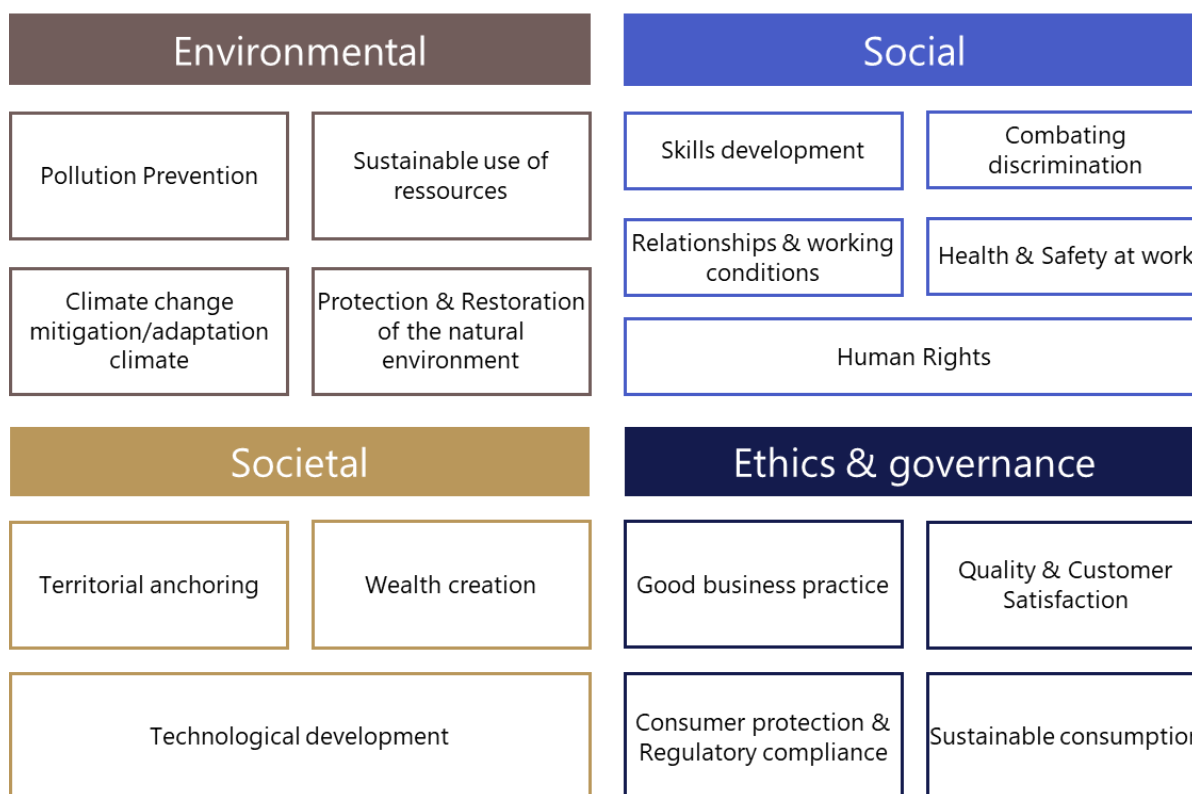 Environmental
Pollution Prevention
Sustainable use of
ressources
Climate change
mitigation/adaptation
climate
Protection & Restoration
of the natural
environment
Social
Skills development
Combating
discrimination
Relationships & working
conditions
Health & Safety at work
Human Rights
Societal
Territorial anchoring
Wealth creation
Technological development
Ethics & governance
Good business practice
Quality & Customer
Satisfaction
Consumer protection &
Regulatory compliance
Sustainable consumption